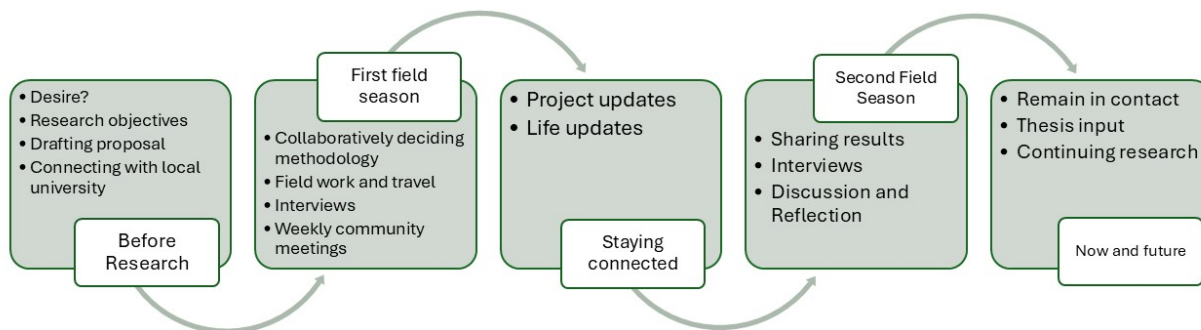 • Desire?
• Research objectives
• Drafting proposal
• Connecting with local
university
Before
Research
First field
season
• Collaboratively deciding
methodology
• Field work and travel
• Interviews
• Weekly community
meetings
• Project updates
• Life updates
Staying
connected
Second Field
Season
• Sharing results
• Interviews
• Discussion and
Reflection
• Remain in contact
• Thesis input
• Continuing research
Now and future